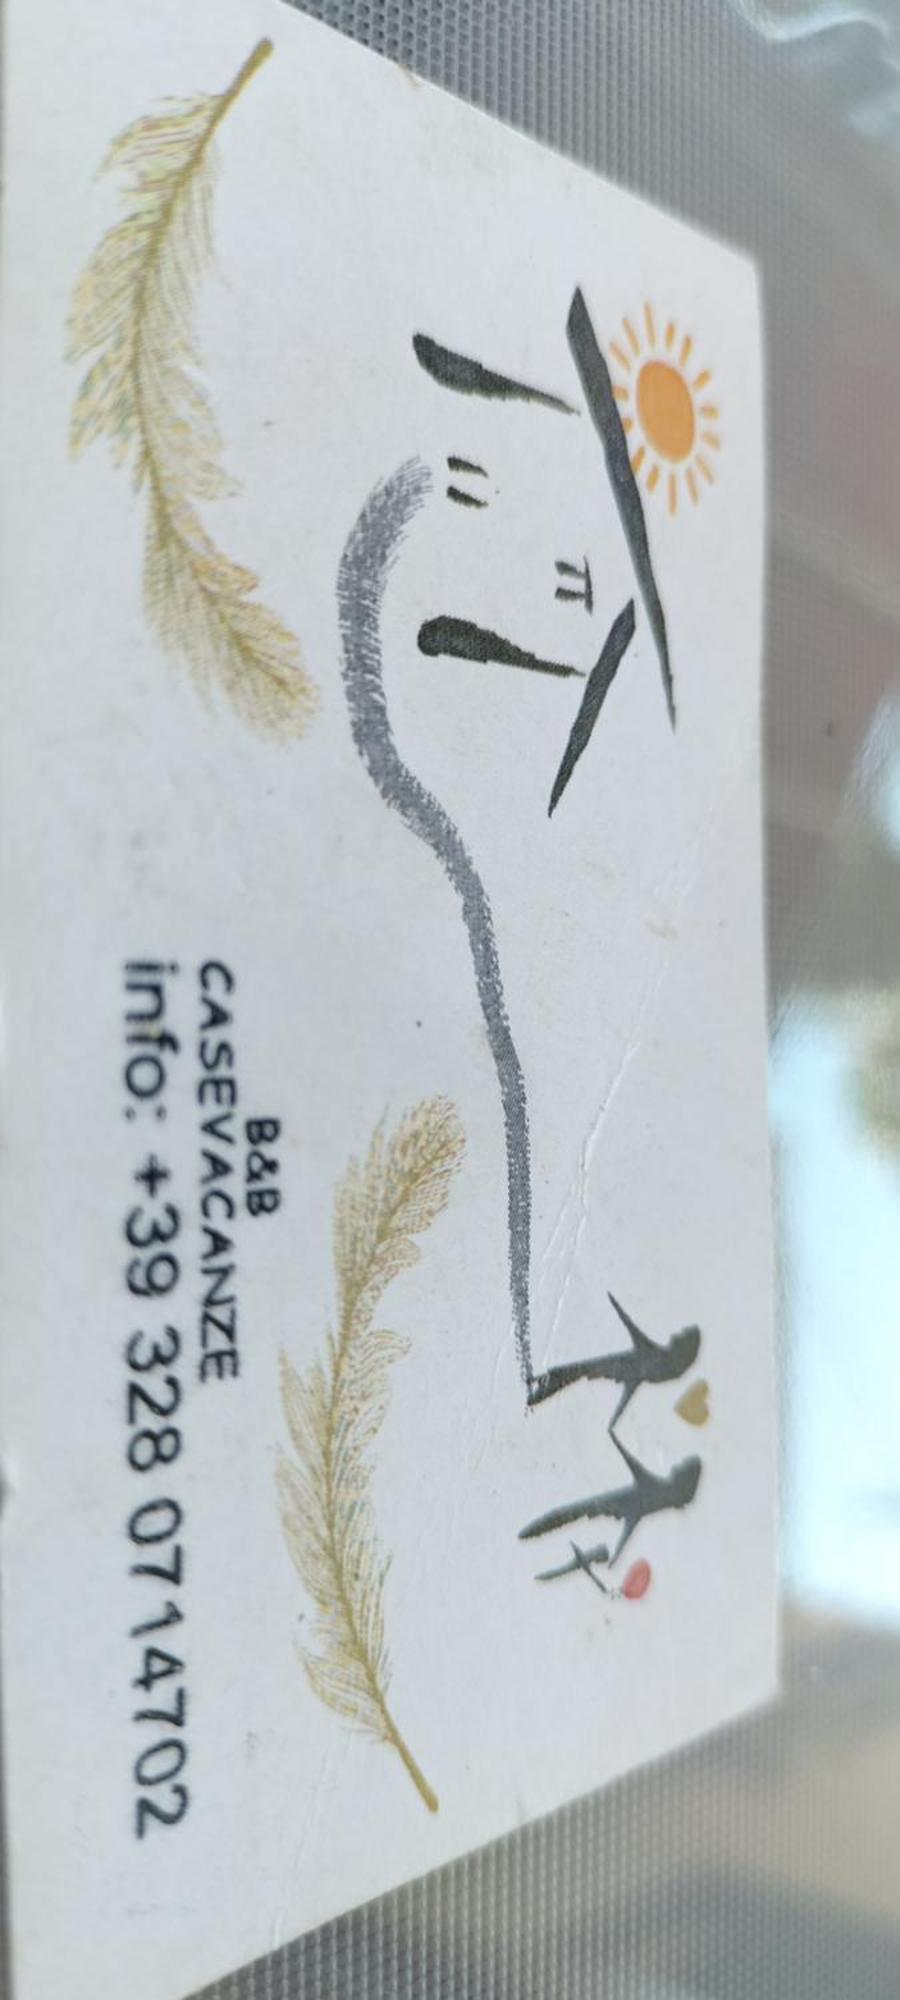 B&B
CASEVACANZE
info: +39 328 0714702